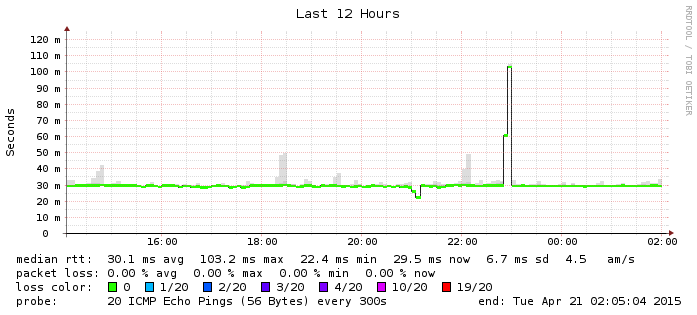 Last 12 Hours
RRDTOOL / TOBI OETIKER
Seconds
120 m
110 m
100 m
90 m
80 m
70 m
60 m
50 m
40 m
30 m
20 m
10 m
0
16:00 18:00 20:00 22:00 00:00 02:00
median rtt: 30.1 ms avg 103.2 ms max 22.4 ms min 29.5 ms now 6.7 ms sd 4.5 am/s
packet loss: 0.00 % avg 0.00 % max 0.00 % min 0.00 % now
loss color: 0 1/20 2/20 3/20 4/20 10/20 19/20
probe: 20 ICMP Echo Pings (56 Bytes) every 300s end: Tue Apr 21 02:05:04 2015